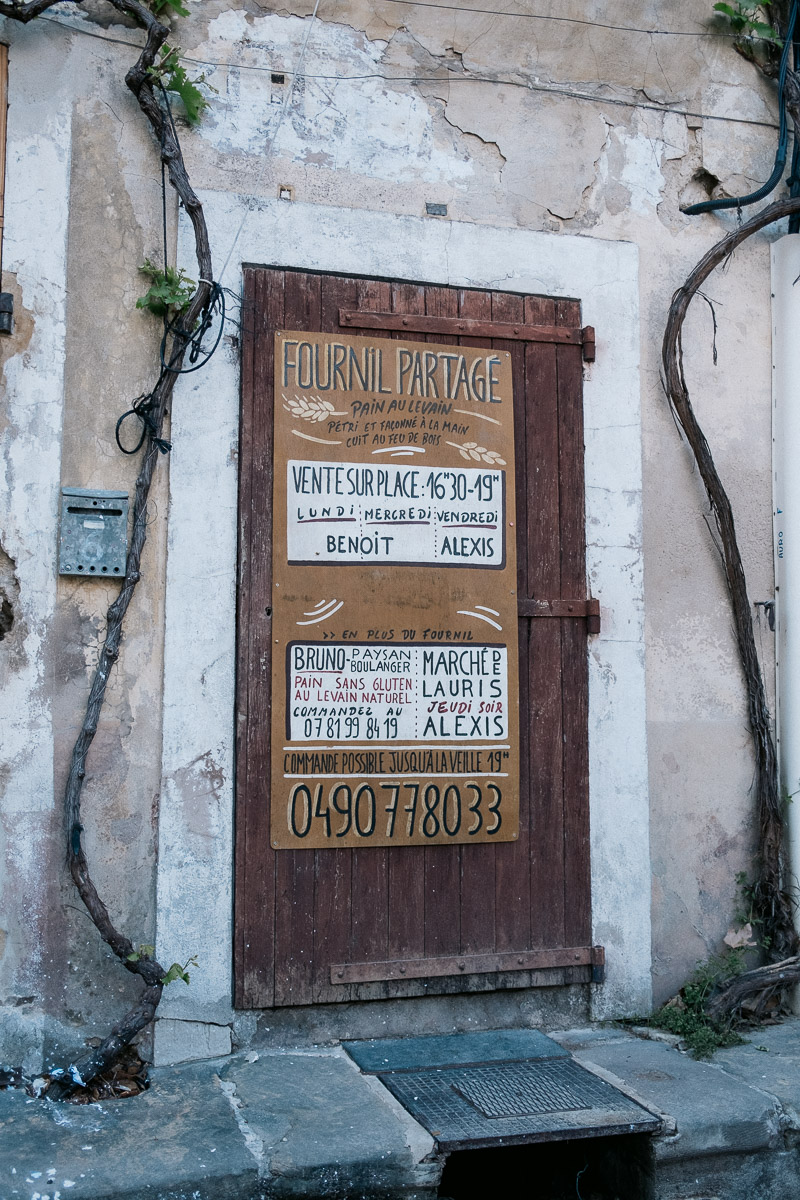 FOURNIL PARTAGÉ
PAIN AU LEVAIN
PÉTRI ET FAÇONNÉ À LA MAIN
CUIT AU FEU DE BOIS
VENTE SUR PLACE : 16H30-19H
LUNDI MERCREDI VENDREDI
BENOIT ALEXIS
>> EN PLUS DU FOURNIL
BRUNO - PAYSAN BOULANGER
PAIN SANS GLUTEN
AU LEVAIN NATUREL
COMMANDEZ AU
07 81 99 84 19
MARCHÉ DE
LAURIS
JEUDI SOIR
ALEXIS
COMMANDE POSSIBLE JUSQU'À LA VEILLE 19H
0490778033